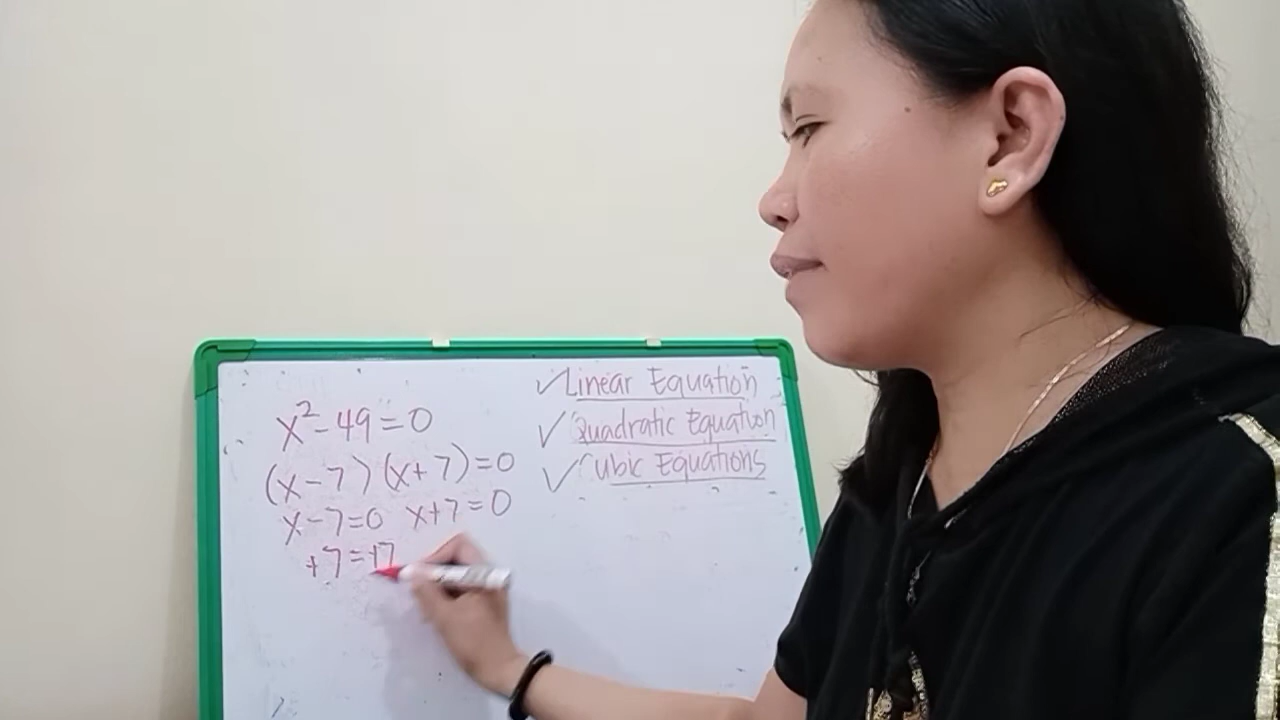 x²-49=0
(x-7)(x+7)=0
x-7=0 x+7=0
+7=+7
✓Linear Equation
✓Quadratic Equation
✓Cubic Equations